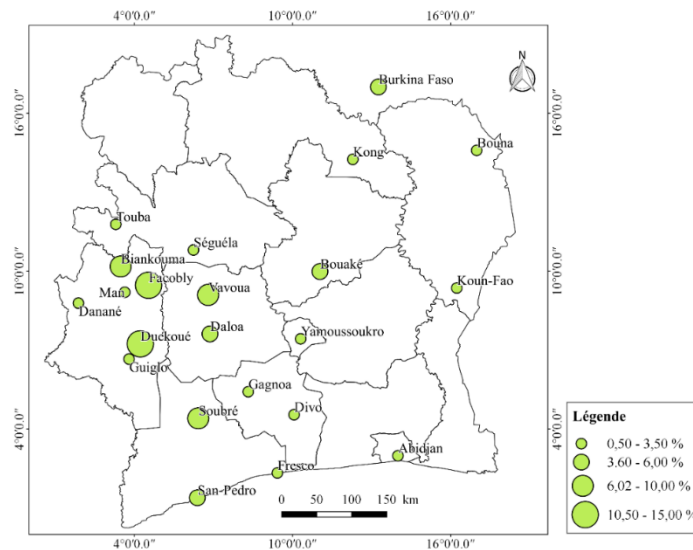 4°0'0.0" 10°0'0.0" 16°0'0.0"
N
Burkina Faso
16°0'0.0" 16°0'0.0"
Bouna
Kong
Touba
Séguéla
Biankouma
Bouaké
10°0'0.0" 10°0'0.0"
Facobly
Koun-Fao
Man
Vavoua
Danané
Daloa
Yamoussoukro
Duékoué
Guiglo
Gagnoa
Soubré
Divo
4°0'0.0" 4°0'0.0"
Légende
0,50 - 3,50 %
3.60 - 6,00 %
6,02 - 10,00 %
10,50 - 15,00 %
Abidjan
Fresco
San-Pedro
0 50 100 150 km
4°0'0.0" 10°0'0.0" 16°0'0.0"